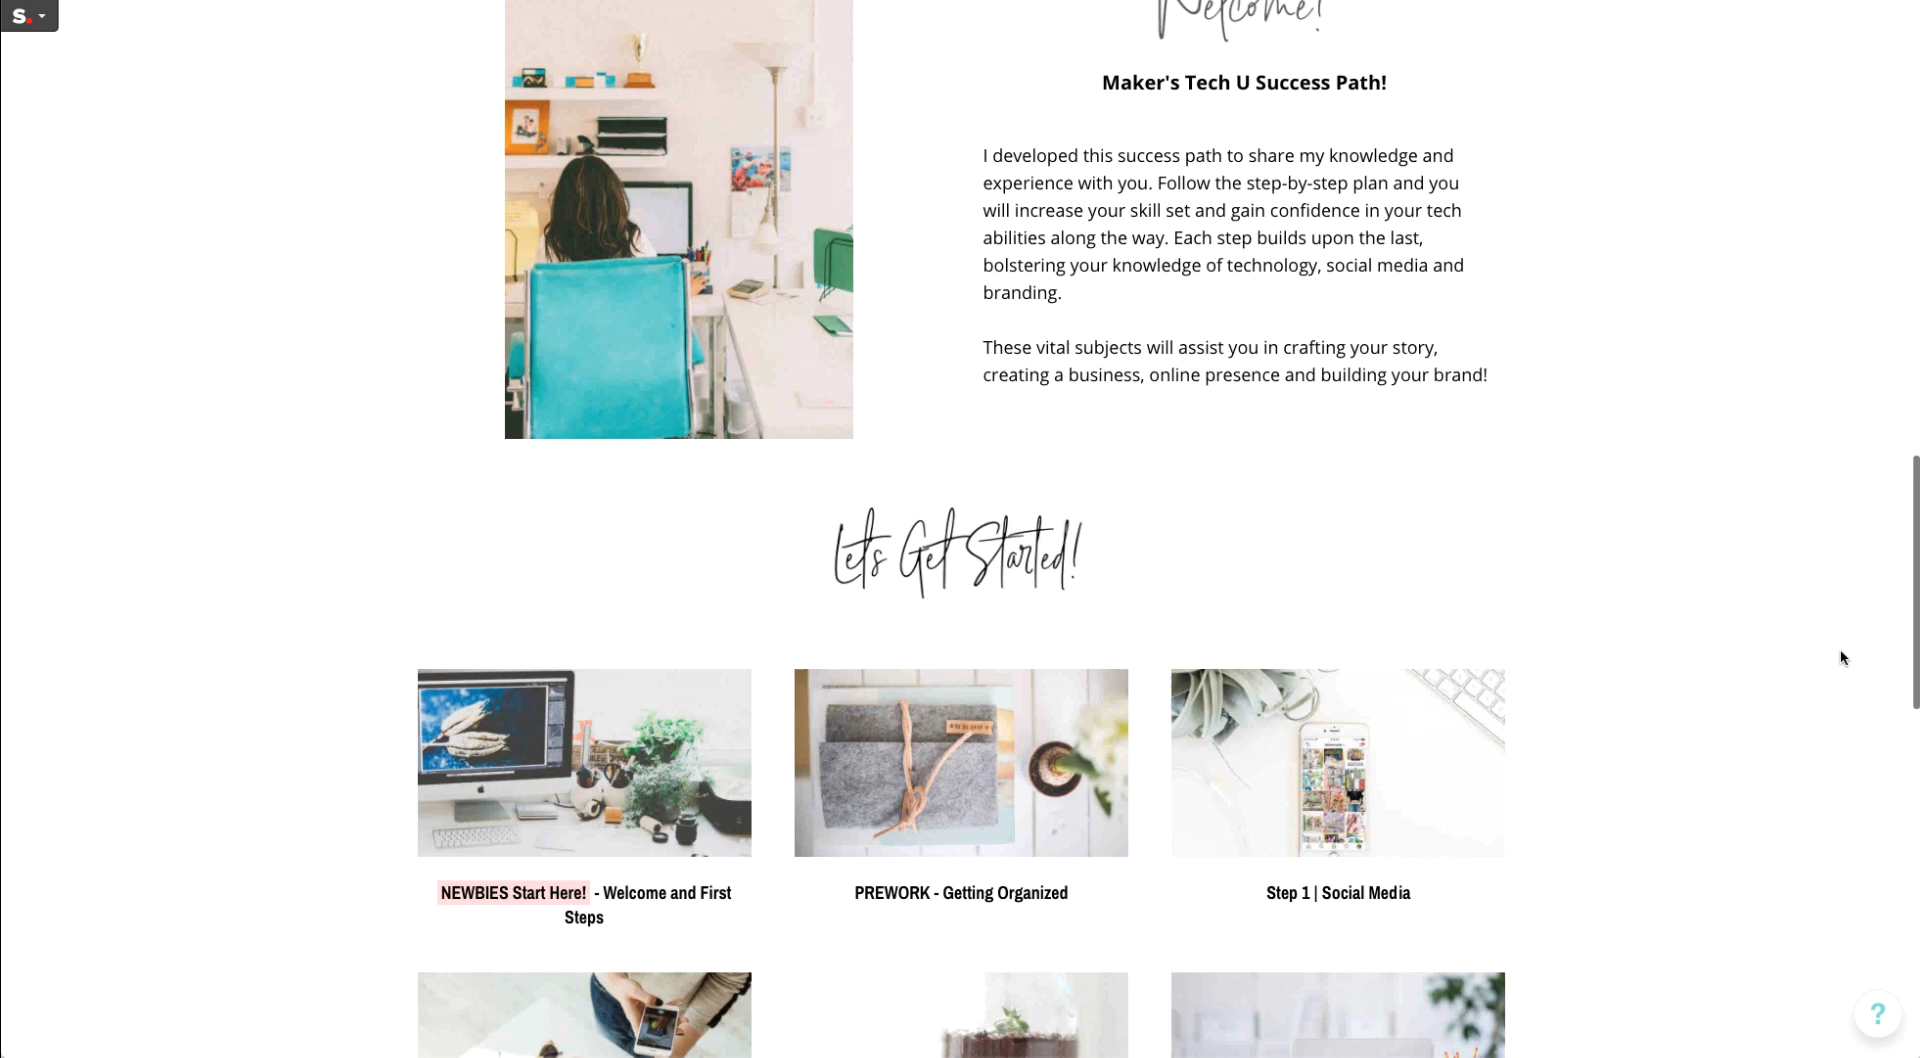 S.
Welcome!
Maker's Tech U Success Path!
I developed this success path to share my knowledge and
experience with you. Follow the step-by-step plan and you
will increase your skill set and gain confidence in your tech
abilities along the way. Each step builds upon the last,
bolstering your knowledge of technology, social media and
branding.
These vital subjects will assist you in crafting your story,
creating a business, online presence and building your brand!
Let's Get Started!
NEWBIES Start Here! - Welcome and First
Steps
PREWORK - Getting Organized
Step 1 | Social Media
?